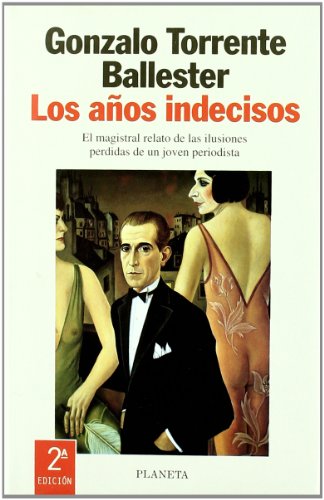 Gonzalo Torrente
Ballester
Los años indecisos
El magistral relato de las ilusiones
perdidas de un joven periodista
2ª
EDICIÓN
PLANETA